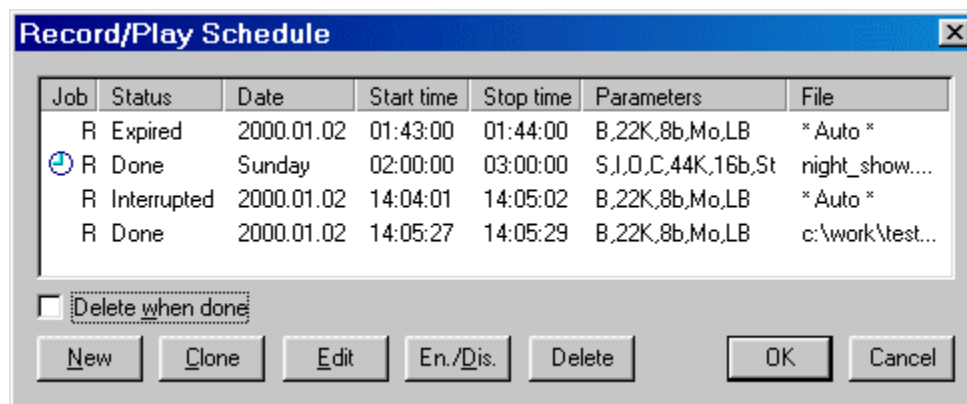 Record/Play Schedule
Job Status Date Start time Stop time Parameters File
R Expired 2000.01.02 01:43:00 01:44:00 B,22K,8b,Mo,LB * Auto *
R Done Sunday 02:00:00 03:00:00 S,I,O,C,44K,16b,St night_show....
R Interrupted 2000.01.02 14:04:01 14:05:02 B,22K,8b,Mo,LB * Auto *
R Done 2000.01.02 14:05:27 14:05:29 B,22K,8b,Mo,LB c:\work\test...
Delete when done
New Clone Edit En./Dis. Delete OK Cancel